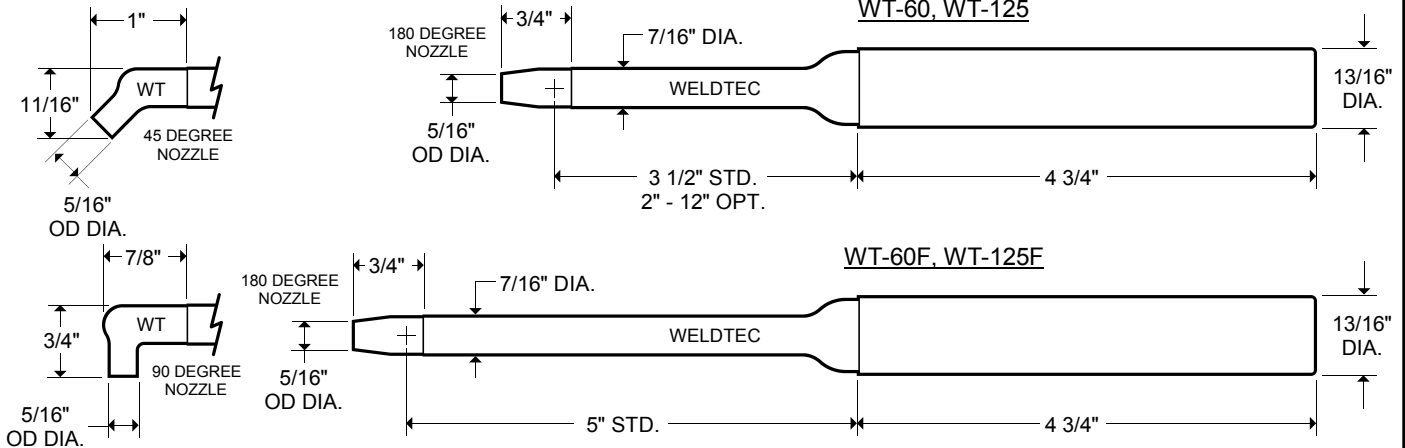 1"
11/16"
WT
45 DEGREE
NOZZLE
5/16"
OD DIA.
WT-60, WT-125
180 DEGREE
NOZZLE
3/4"
7/16" DIA.
WELDTEC
5/16"
OD DIA.
13/16"
DIA.
3 1/2" STD.
2" - 12" OPT.
4 3/4"
7/8"
3/4"
WT
90 DEGREE
NOZZLE
5/16"
OD DIA.
WT-60F, WT-125F
180 DEGREE
NOZZLE
3/4"
7/16" DIA.
WELDTEC
5/16"
OD DIA.
13/16"
DIA.
5" STD.
4 3/4"